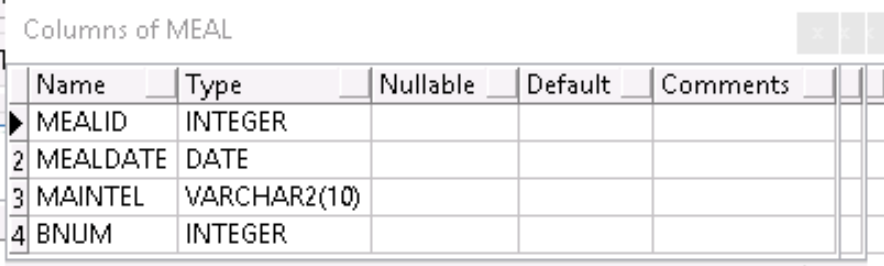 Columns of MEAL
Name Type Nullable Default Comments
MEALID INTEGER
2 MEALDATE DATE
3 MAINTEL VARCHAR2(10)
4 BNUM INTEGER